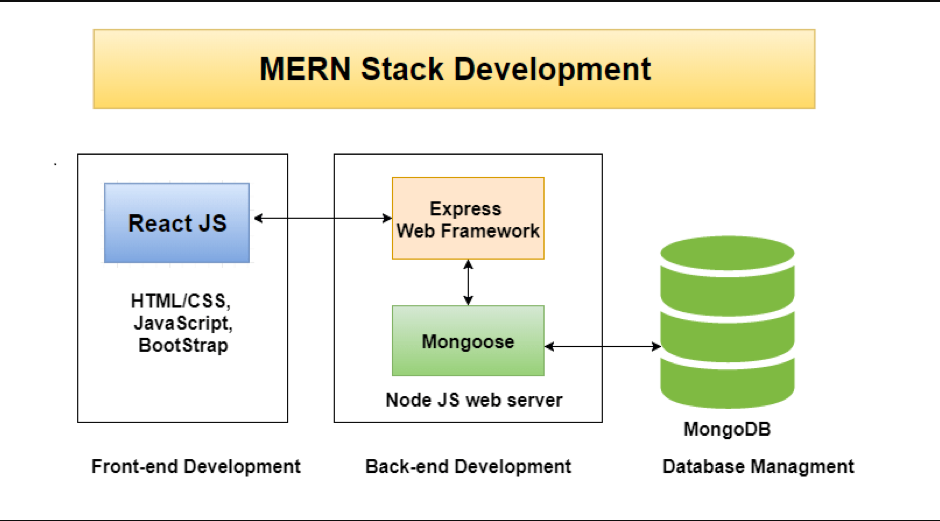 MERN Stack Development
React JS
HTML/CSS,
JavaScript,
BootStrap
Front-end Development
Express
Web Framework
Mongoose
Node JS web server
Back-end Development
MongoDB
Database Managment